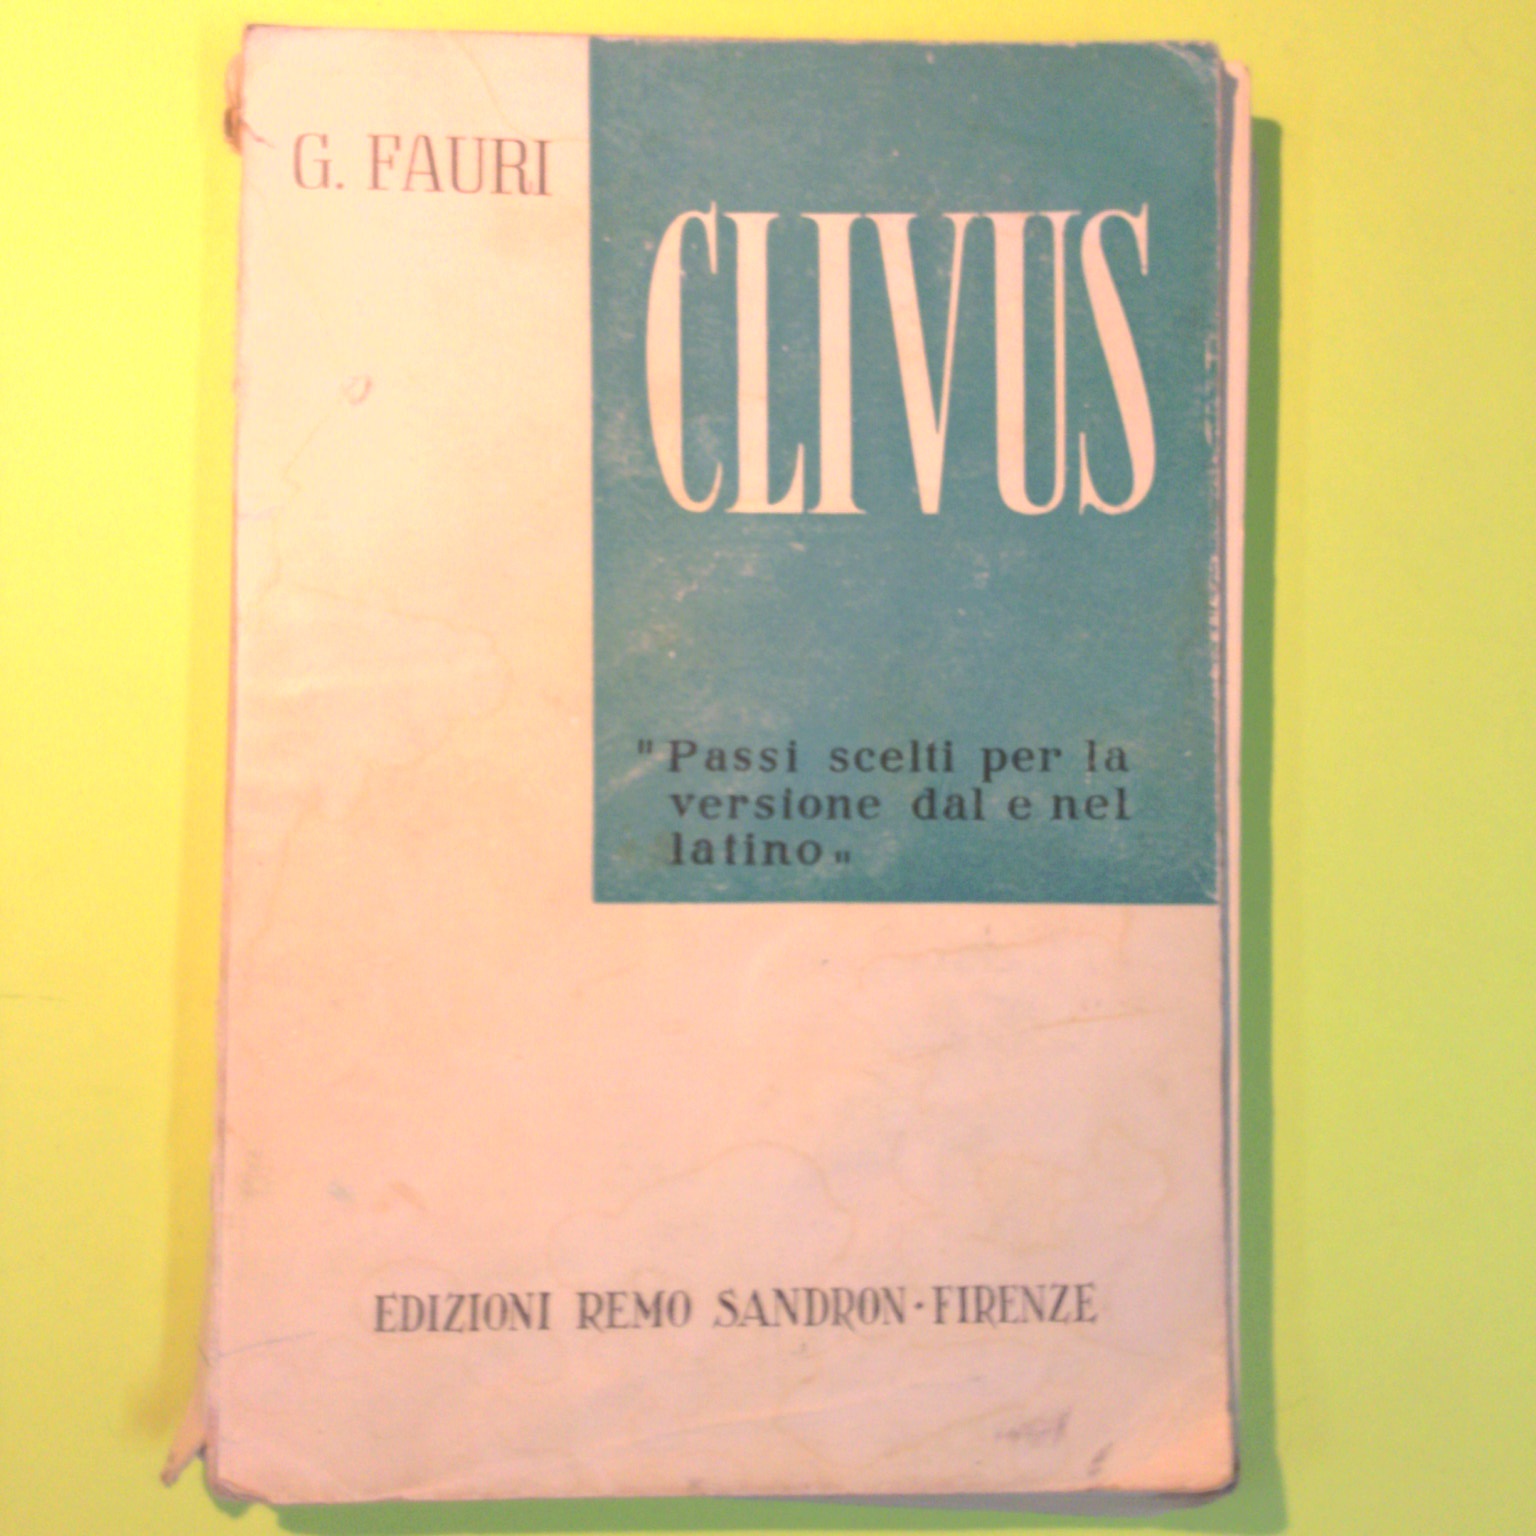 G. FAURI
CLIVUS
"Passi scelti per la
versione dal e nel
latino"
EDIZIONI REMO SANDRON · FIRENZE